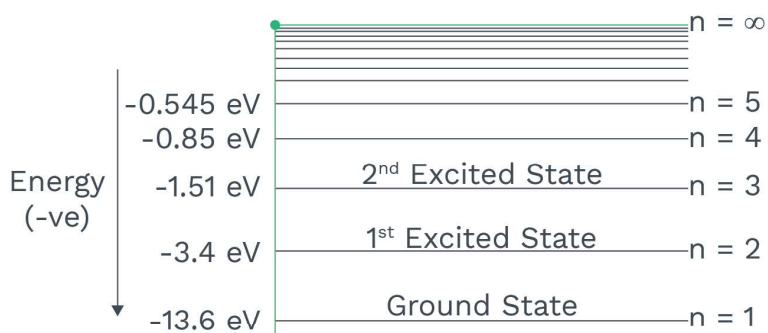 n = ∞
-0.545 eV n = 5
-0.85 eV n = 4
Energy
(-ve)
-1.51 eV 2nd Excited State n = 3
-3.4 eV 1st Excited State n = 2
-13.6 eV Ground State n = 1